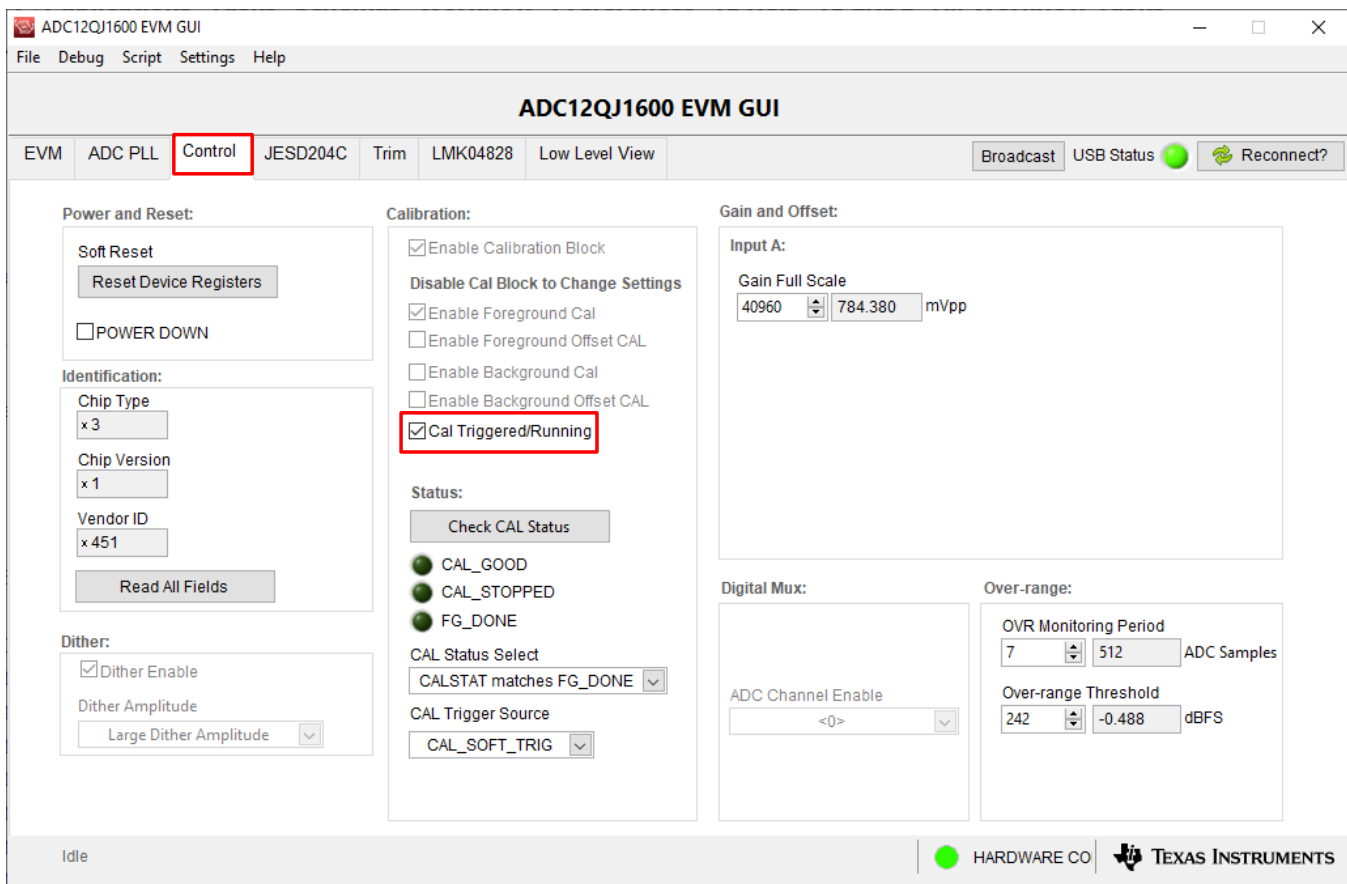 ADC12QJ1600 EVM GUI
File Debug Script Settings Help
ADC12QJ1600 EVM GUI
EVM ADC PLL Control JESD204C Trim LMK04828 Low Level View Broadcast USB Status Reconnect?
Power and Reset:
Soft Reset
Reset Device Registers
POWER DOWN
Identification:
Chip Type
x 3
Chip Version
x 1
Vendor ID
x 451
Read All Fields
Dither:
Dither Enable
Dither Amplitude
Large Dither Amplitude
Calibration:
Enable Calibration Block
Disable Cal Block to Change Settings
Enable Foreground Cal
Enable Foreground Offset CAL
Enable Background Cal
Enable Background Offset CAL
Cal Triggered/Running
Status:
Check CAL Status
CAL_GOOD
CAL_STOPPED
FG_DONE
CAL Status Select
CALSTAT matches FG_DONE
CAL Trigger Source
CAL_SOFT_TRIG
Gain and Offset:
Input A:
Gain Full Scale
40960 784.380 mVpp
Digital Mux:
ADC Channel Enable
<0>
Over-range:
OVR Monitoring Period
7 512 ADC Samples
Over-range Threshold
242 -0.488 dBFS
Idle
HARDWARE CO
TEXAS INSTRUMENTS